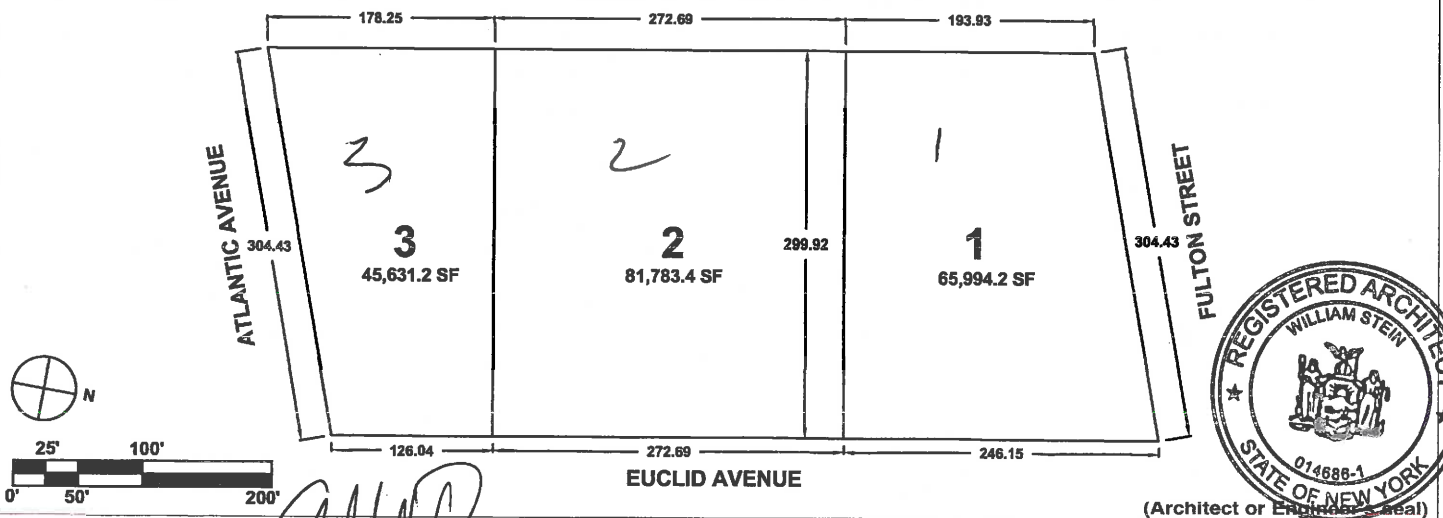 178.25
272.69
193.93
ATLANTIC AVENUE
304.43
3
3
45,631.2 SF
2
2
81,783.4 SF
299.92
1
1
65,994.2 SF
304.43
FULTON STREET
N
126.04
272.69
246.15
EUCLID AVENUE
25' 100'
0' 50' 200'
★ REGISTERED ARCHITECT
WILLIAM STEIN
014686-1
STATE OF NEW YORK
(Architect or Engineer's seal)